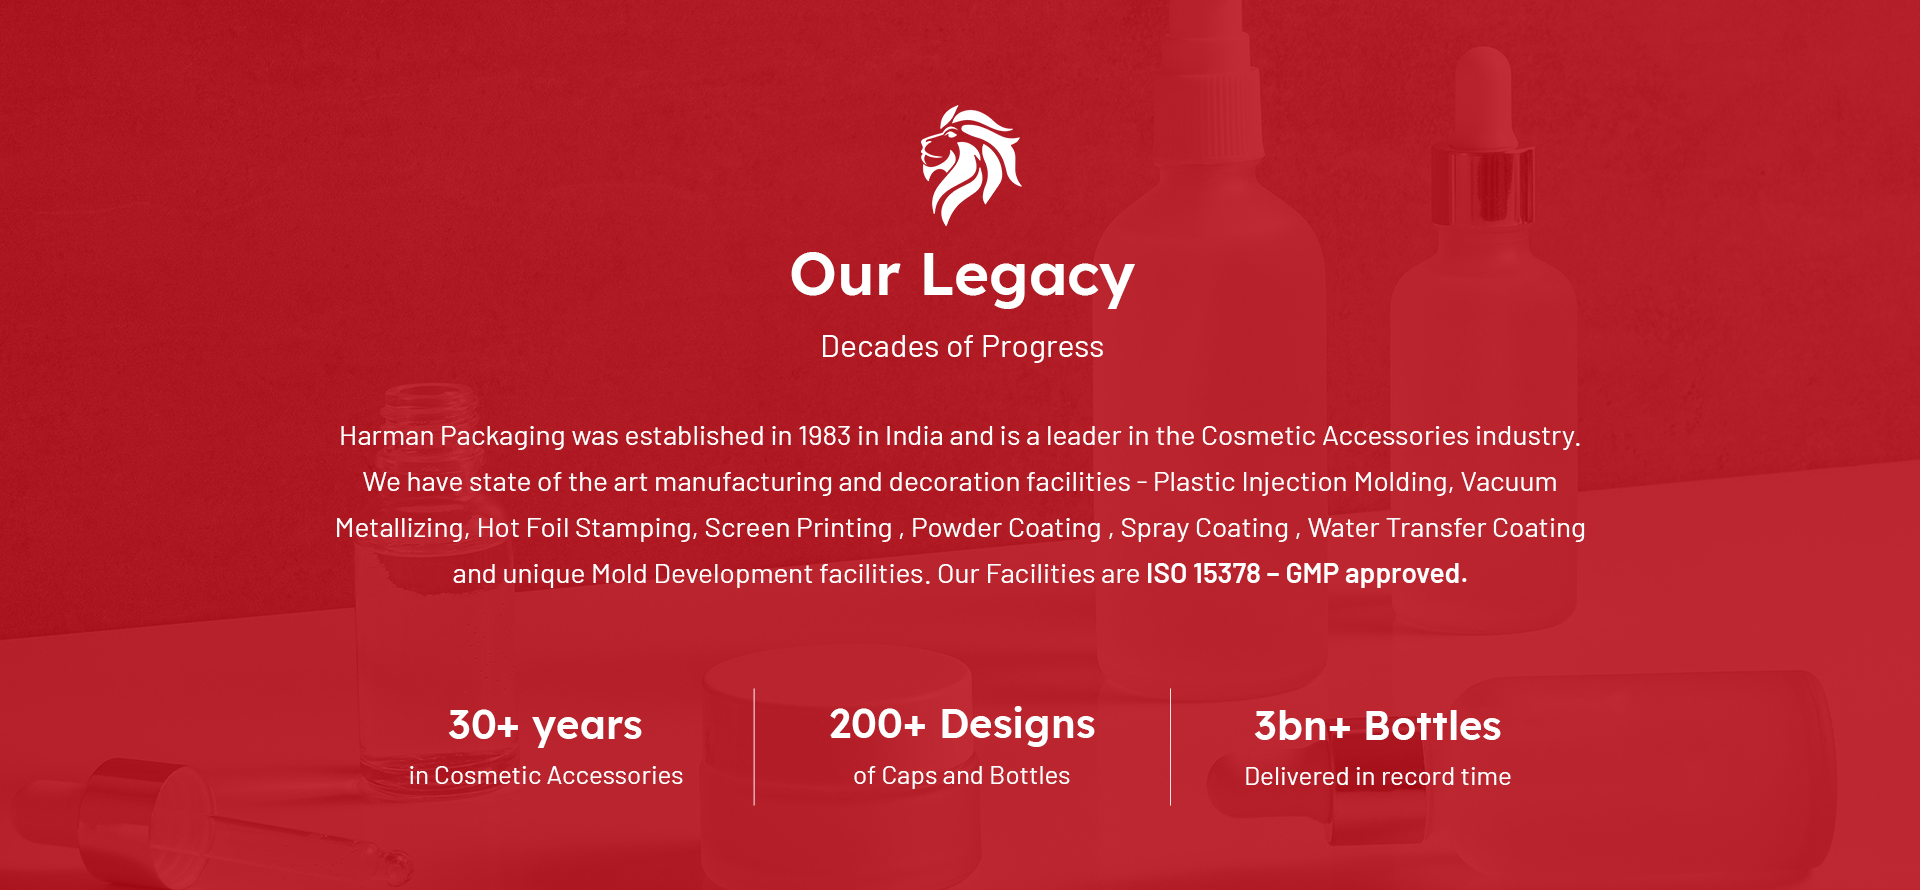 Our Legacy
Decades of Progress
Harman Packaging was established in 1983 in India and is a leader in the Cosmetic Accessories industry.
We have state of the art manufacturing and decoration facilities - Plastic Injection Molding, Vacuum
Metallizing, Hot Foil Stamping, Screen Printing , Powder Coating , Spray Coating , Water Transfer Coating
and unique Mold Development facilities. Our Facilities are ISO 15378 – GMP approved.
30+ years
in Cosmetic Accessories
200+ Designs
of Caps and Bottles
3bn+ Bottles
Delivered in record time